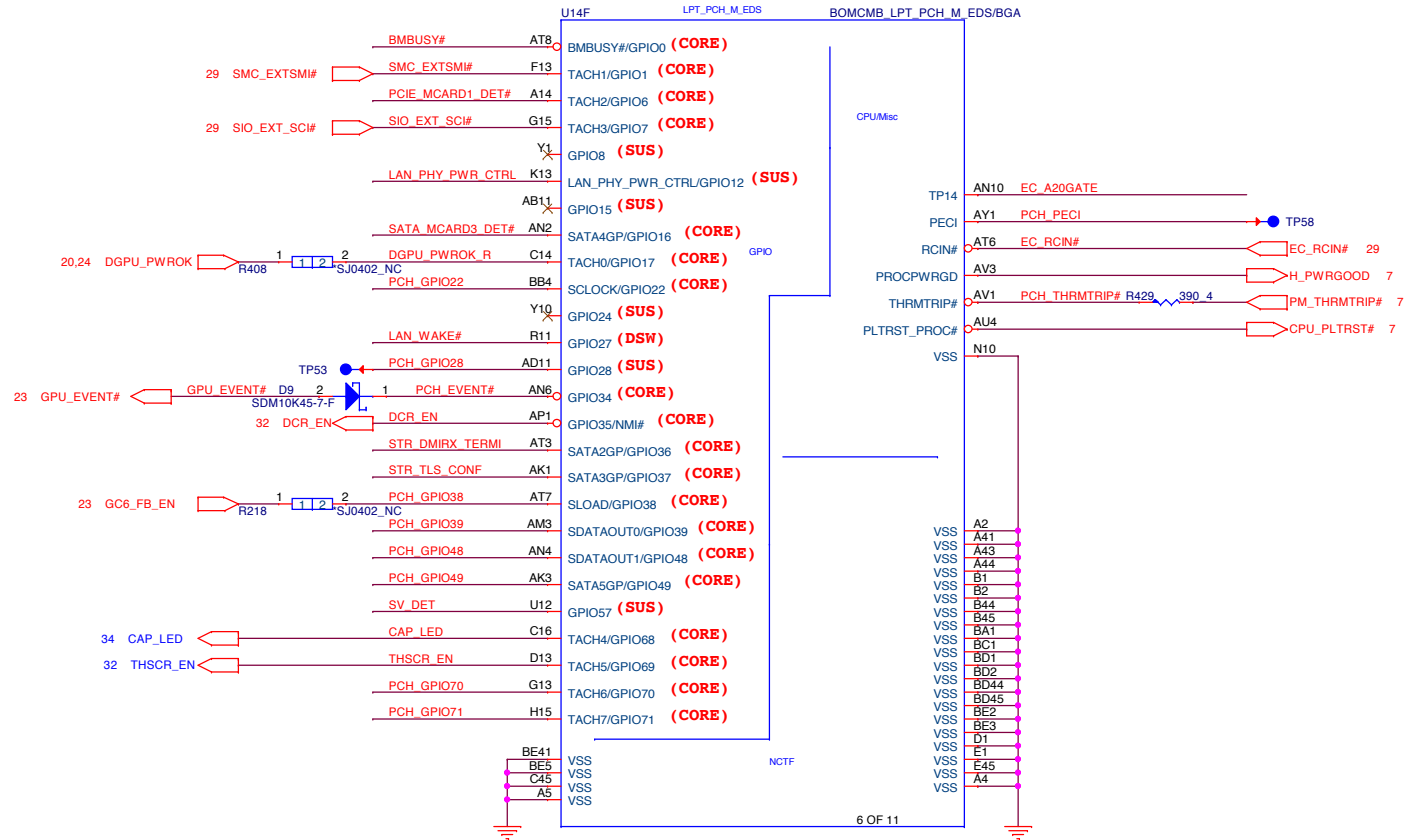 U14F LPT_PCH_M_EDS BOMCMB_LPT_PCH_M_EDS/BGA
BMBUSY# AT8 BMBUSY#/GPIO0 (CORE)
29 SMC_EXTSMI# SMC_EXTSMI# F13 TACH1/GPIO1 (CORE)
PCIE_MCARD1_DET# A14 TACH2/GPIO6 (CORE)
CPU/Misc
29 SIO_EXT_SCI# SIO_EXT_SCI# G15 TACH3/GPIO7 (CORE)
Y1 GPIO8 (SUS)
LAN_PHY_PWR_CTRL K13 LAN_PHY_PWR_CTRL/GPIO12 (SUS)
TP14 AN10 EC_A20GATE
AB11 GPIO15 (SUS)
PECI AY1 PCH_PECI TP58
SATA_MCARD3_DET# AN2 SATA4GP/GPIO16 (CORE)
GPIO
RCIN# AT6 EC_RCIN# EC_RCIN# 29
20,24 DGPU_PWROK R408 1 1 2 2 *SJ0402_NC DGPU_PWROK_R C14 TACH0/GPIO17 (CORE)
PROCPWRGD AV3 H_PWRGOOD 7
PCH_GPIO22 BB4 SCLOCK/GPIO22 (CORE)
THRMTRIP# AV1 PCH_THRMTRIP# R429 390_4 PM_THRMTRIP# 7
Y10 GPIO24 (SUS)
PLTRST_PROC# AU4 CPU_PLTRST# 7
LAN_WAKE# R11 GPIO27 (DSW)
VSS N10
TP53 PCH_GPIO28 AD11 GPIO28 (SUS)
23 GPU_EVENT# GPU_EVENT# D9 2 1 SDM10K45-7-F PCH_EVENT# AN6 GPIO34 (CORE)
32 DCR_EN DCR_EN AP1 GPIO35/NMI# (CORE)
STR_DMIRX_TERMI AT3 SATA2GP/GPIO36 (CORE)
STR_TLS_CONF AK1 SATA3GP/GPIO37 (CORE)
23 GC6_FB_EN R218 1 1 2 2 *SJ0402_NC PCH_GPIO38 AT7 SLOAD/GPIO38 (CORE)
PCH_GPIO39 AM3 SDATAOUT0/GPIO39 (CORE)
PCH_GPIO48 AN4 SDATAOUT1/GPIO48 (CORE)
PCH_GPIO49 AK3 SATA5GP/GPIO49 (CORE)
SV_DET U12 GPIO57 (SUS)
34 CAP_LED CAP_LED C16 TACH4/GPIO68 (CORE)
32 THSCR_EN THSCR_EN D13 TACH5/GPIO69 (CORE)
PCH_GPIO70 G13 TACH6/GPIO70 (CORE)
PCH_GPIO71 H15 TACH7/GPIO71 (CORE)
VSS A2
VSS A41
VSS A43
VSS A44
VSS B1
VSS B2
VSS B44
VSS B45
VSS BA1
VSS BC1
VSS BD1
VSS BD2
VSS BD44
VSS BD45
VSS BE2
VSS BE3
VSS D1
VSS E1
VSS E45
VSS A4
BE41 VSS
BE5 VSS
C45 VSS
A5 VSS
NCTF
6 OF 11